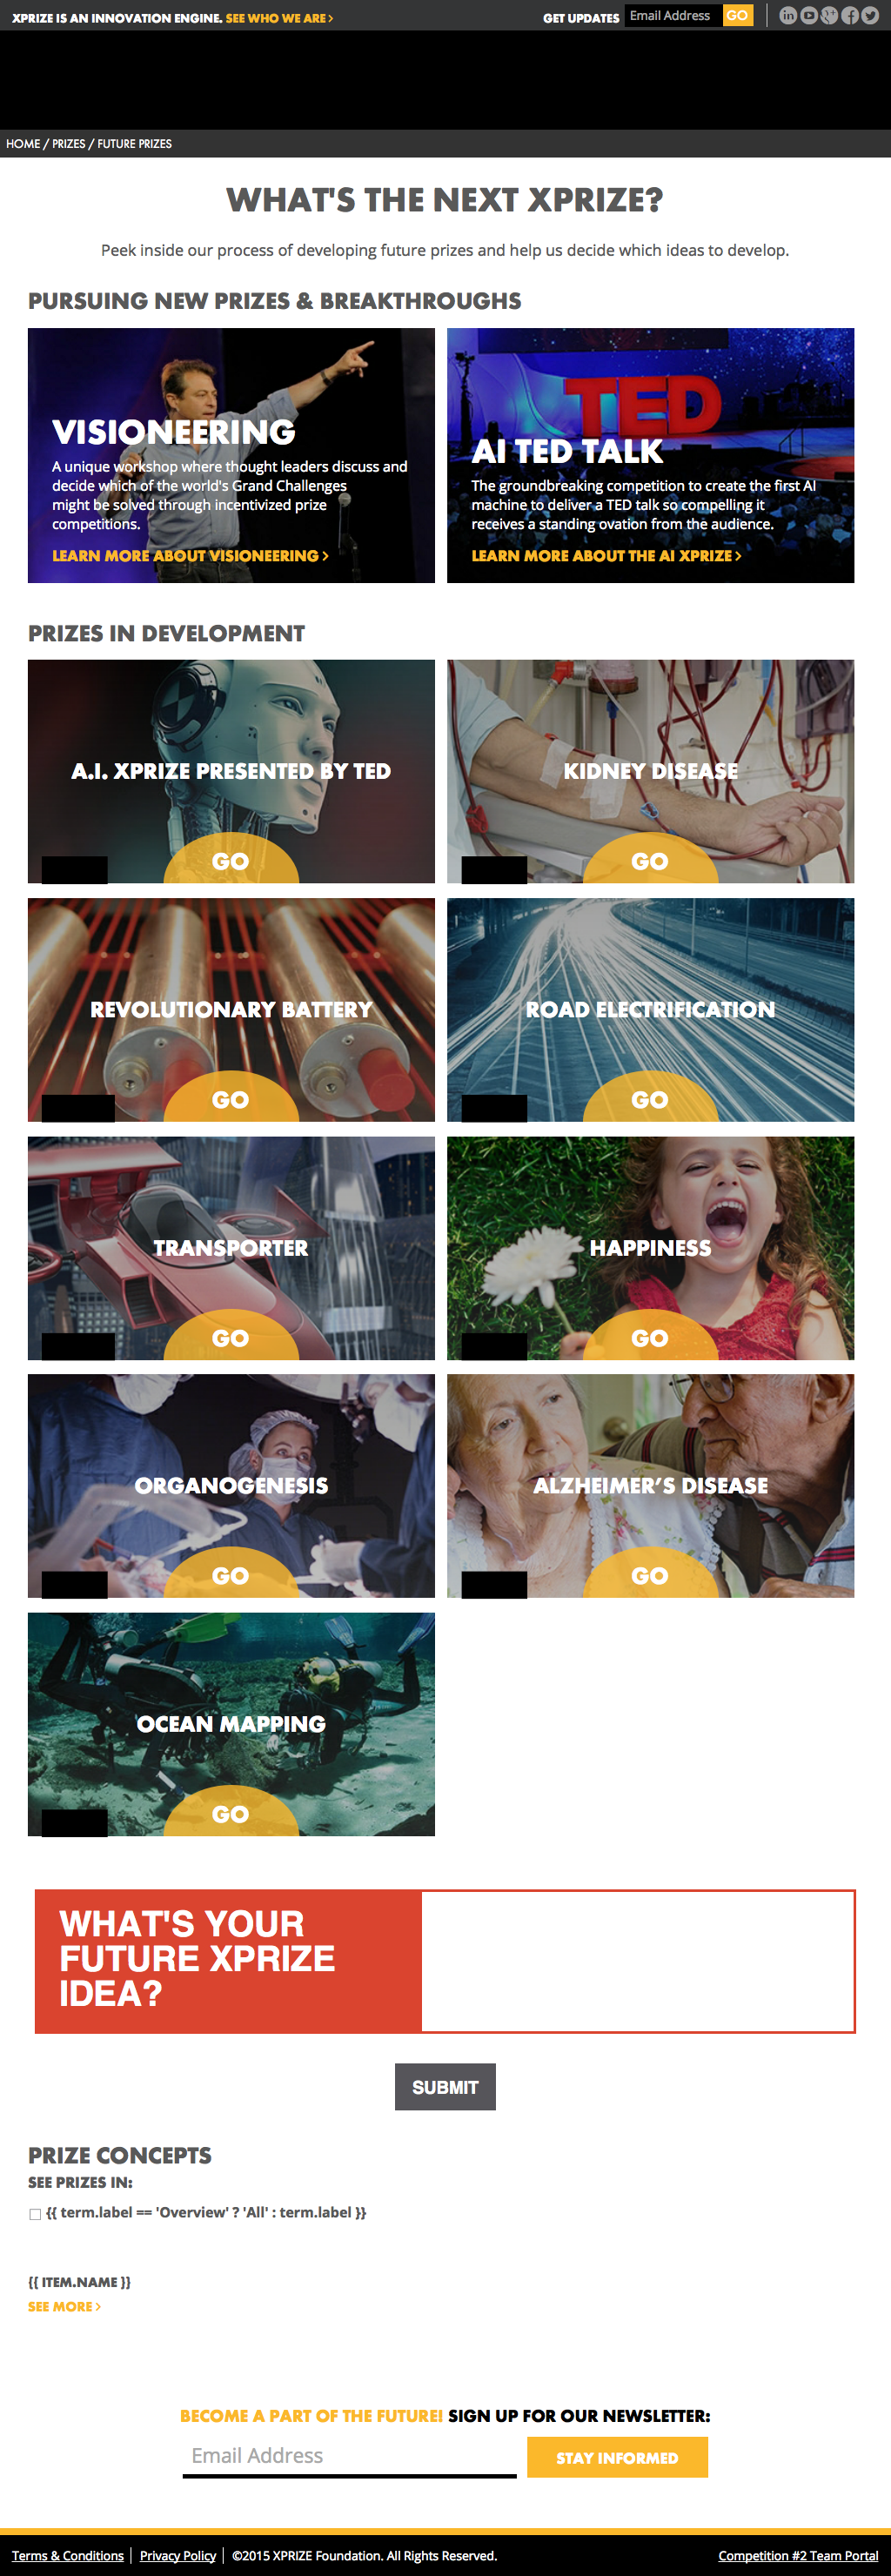 XPRIZE IS AN INNOVATION ENGINE. SEE WHO WE ARE >
GET UPDATES Email Address GO
HOME / PRIZES / FUTURE PRIZES
WHAT'S THE NEXT XPRIZE?
Peek inside our process of developing future prizes and help us decide which ideas to develop.
PURSUING NEW PRIZES & BREAKTHROUGHS
VISIONEERING
A unique workshop where thought leaders discuss and
decide which of the world's Grand Challenges
might be solved through incentivized prize
competitions.
LEARN MORE ABOUT VISIONEERING >
TED
AI TED TALK
The groundbreaking competition to create the first AI
machine to deliver a TED talk so compelling it
receives a standing ovation from the audience.
LEARN MORE ABOUT THE AI XPRIZE >
PRIZES IN DEVELOPMENT
A.I. XPRIZE PRESENTED BY TED
GO
KIDNEY DISEASE
GO
REVOLUTIONARY BATTERY
GO
ROAD ELECTRIFICATION
GO
TRANSPORTER
GO
HAPPINESS
GO
ORGANOGENESIS
GO
ALZHEIMER'S DISEASE
GO
OCEAN MAPPING
GO
WHAT'S YOUR
FUTURE XPRIZE
IDEA?
SUBMIT
PRIZE CONCEPTS
SEE PRIZES IN:
{{ term.label == 'Overview' ? 'All' : term.label }}
{{ ITEM.NAME }}
SEE MORE >
BECOME A PART OF THE FUTURE! SIGN UP FOR OUR NEWSLETTER:
Email Address
STAY INFORMED
Terms & Conditions | Privacy Policy | ©2015 XPRIZE Foundation. All Rights Reserved.
Competition #2 Team Portal